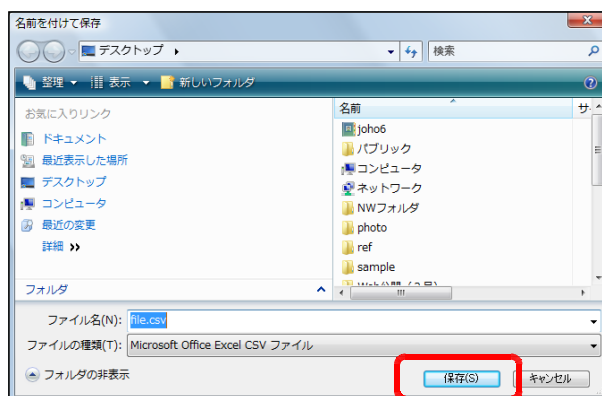 名前を付けて保存
デスクトップ
検索
整理
表示
新しいフォルダ
お気に入りリンク
ドキュメント
最近表示した場所
デスクトップ
コンピュータ
最近の変更
詳細 »
フォルダ
名前
サ
joho6
パブリック
コンピュータ
ネットワーク
NWフォルダ
photo
ref
sample
ファイル名(N): file.csv
ファイルの種類(T): Microsoft Office Excel CSV ファイル
フォルダの非表示
保存(S)
キャンセル